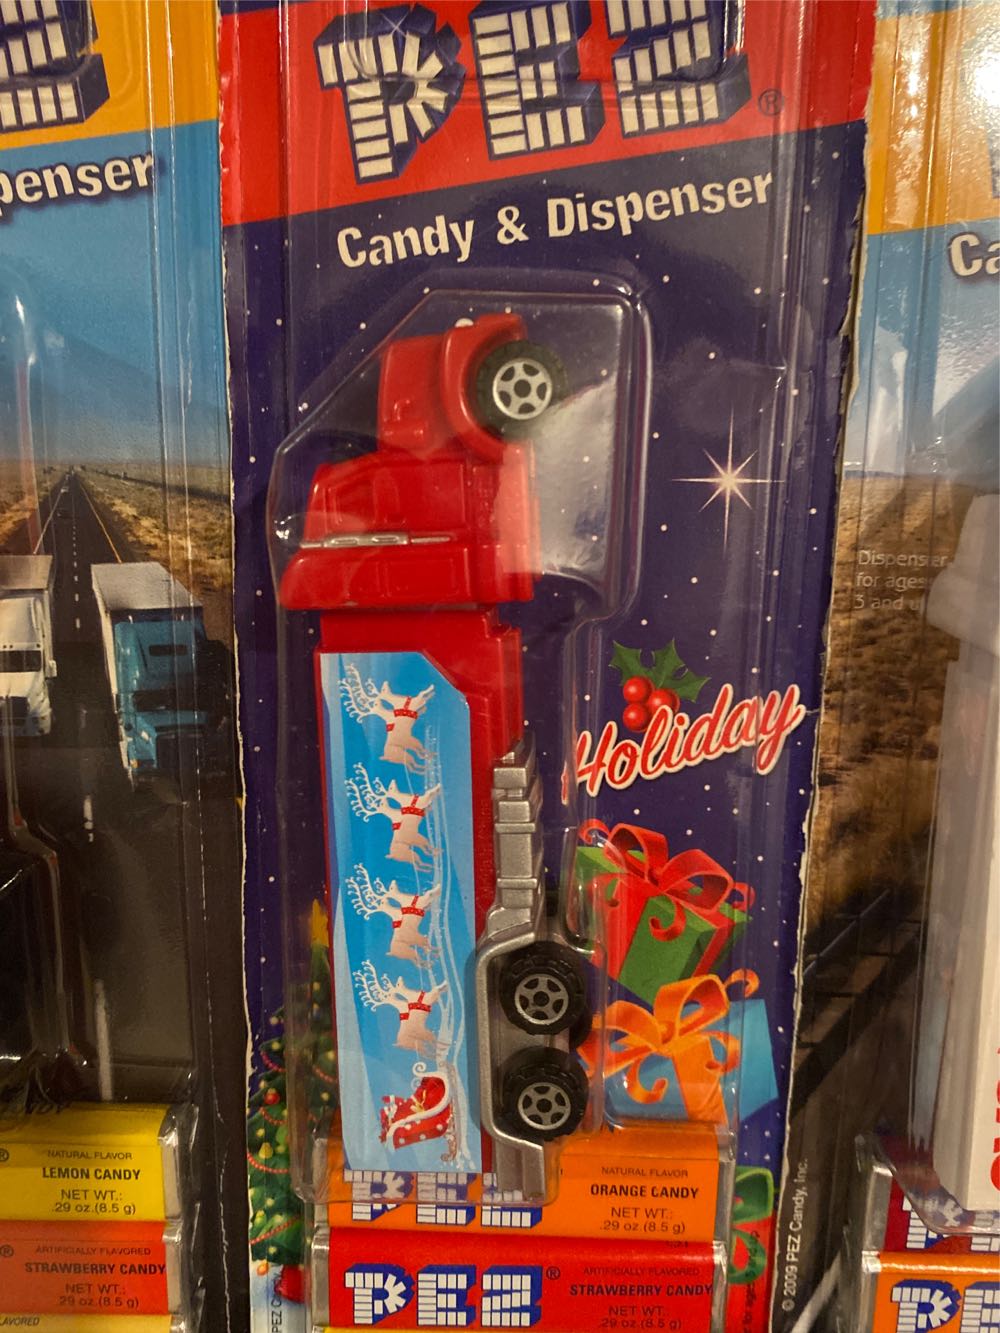 PEZ®
Candy & Dispenser
Holiday
PEZ
NATURAL FLAVOR
ORANGE CANDY
NET WT.:
.29 oz.(8.5 g)
PEZ®
ARTIFICIALLY FLAVORED
STRAWBERRY CANDY
NET WT.:
.29 oz.(8.5 g)
© 2009 PEZ Candy, Inc.
penser
®
NATURAL FLAVOR
LEMON CANDY
NET WT.:
.29 oz.(8.5 g)
®
ARTIFICIALLY FLAVORED
STRAWBERRY CANDY
NET WT.:
.29 oz.(8.5 g)
AVORED
Ca
Dispenser
for ages
3 and u